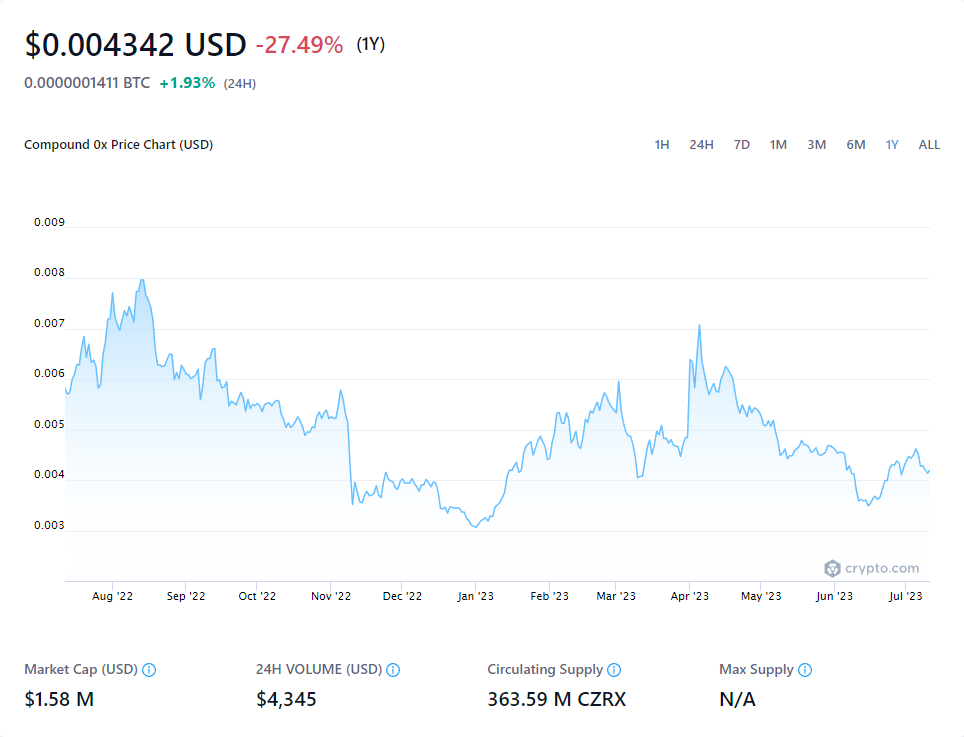 $0.004342 USD -27.49% (1Y)
0.0000001411 BTC +1.93% (24H)
Compound 0x Price Chart (USD) 1H 24H 7D 1M 3M 6M 1Y ALL
0.009
0.008
0.007
0.006
0.005
0.004
0.003
crypto.com
Aug '22 Sep '22 Oct '22 Nov '22 Dec '22 Jan '23 Feb '23 Mar '23 Apr '23 May '23 Jun '23 Jul '23
Market Cap (USD) 24H VOLUME (USD) Circulating Supply Max Supply
$1.58 M $4,345 363.59 M CZRX N/A